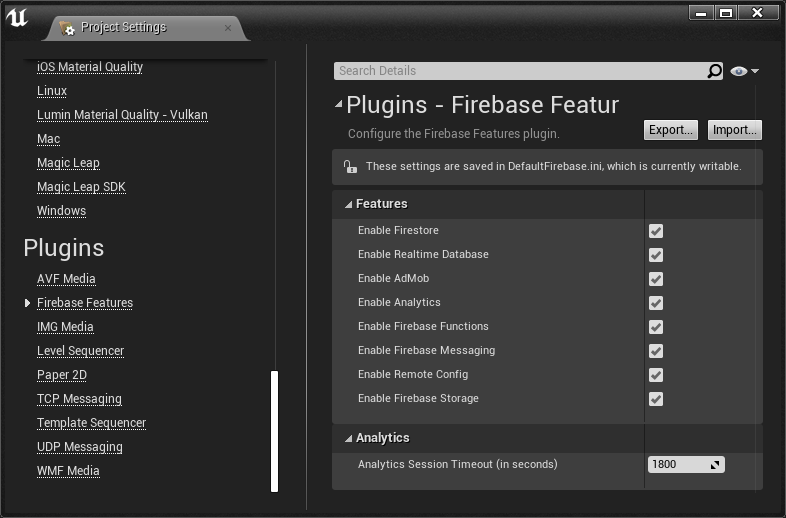 Project Settings
iOS Material Quality
Linux
Lumin Material Quality - Vulkan
Mac
Magic Leap
Magic Leap SDK
Windows
Plugins
AVF Media
Firebase Features
IMG Media
Level Sequencer
Paper 2D
TCP Messaging
Template Sequencer
UDP Messaging
WMF Media
Search Details
Plugins - Firebase Featur
Configure the Firebase Features plugin.
Export... Import...
These settings are saved in DefaultFirebase.ini, which is currently writable.
Features
Enable Firestore
Enable Realtime Database
Enable AdMob
Enable Analytics
Enable Firebase Functions
Enable Firebase Messaging
Enable Remote Config
Enable Firebase Storage
Analytics
Analytics Session Timeout (in seconds) 1800